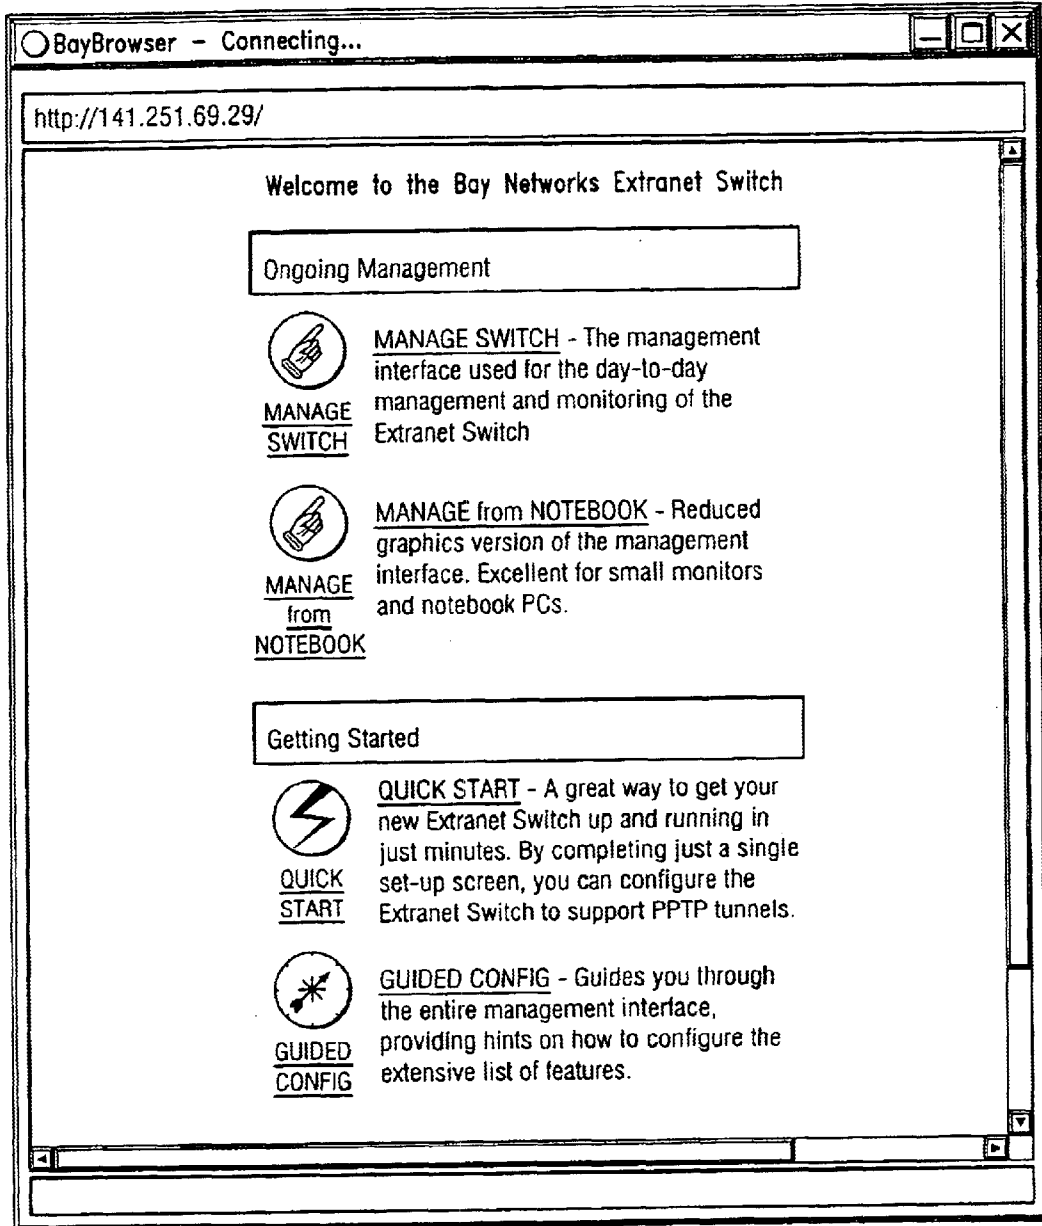 BayBrowser - Connecting...
http://141.251.69.29/
Welcome to the Bay Networks Extranet Switch
Ongoing Management
MANAGE
SWITCH
MANAGE SWITCH - The management
interface used for the day-to-day
management and monitoring of the
Extranet Switch
MANAGE
from
NOTEBOOK
MANAGE from NOTEBOOK - Reduced
graphics version of the management
interface. Excellent for small monitors
and notebook PCs.
Getting Started
QUICK
START
QUICK START - A great way to get your
new Extranet Switch up and running in
just minutes. By completing just a single
set-up screen, you can configure the
Extranet Switch to support PPTP tunnels.
GUIDED
CONFIG
GUIDED CONFIG - Guides you through
the entire management interface,
providing hints on how to configure the
extensive list of features.